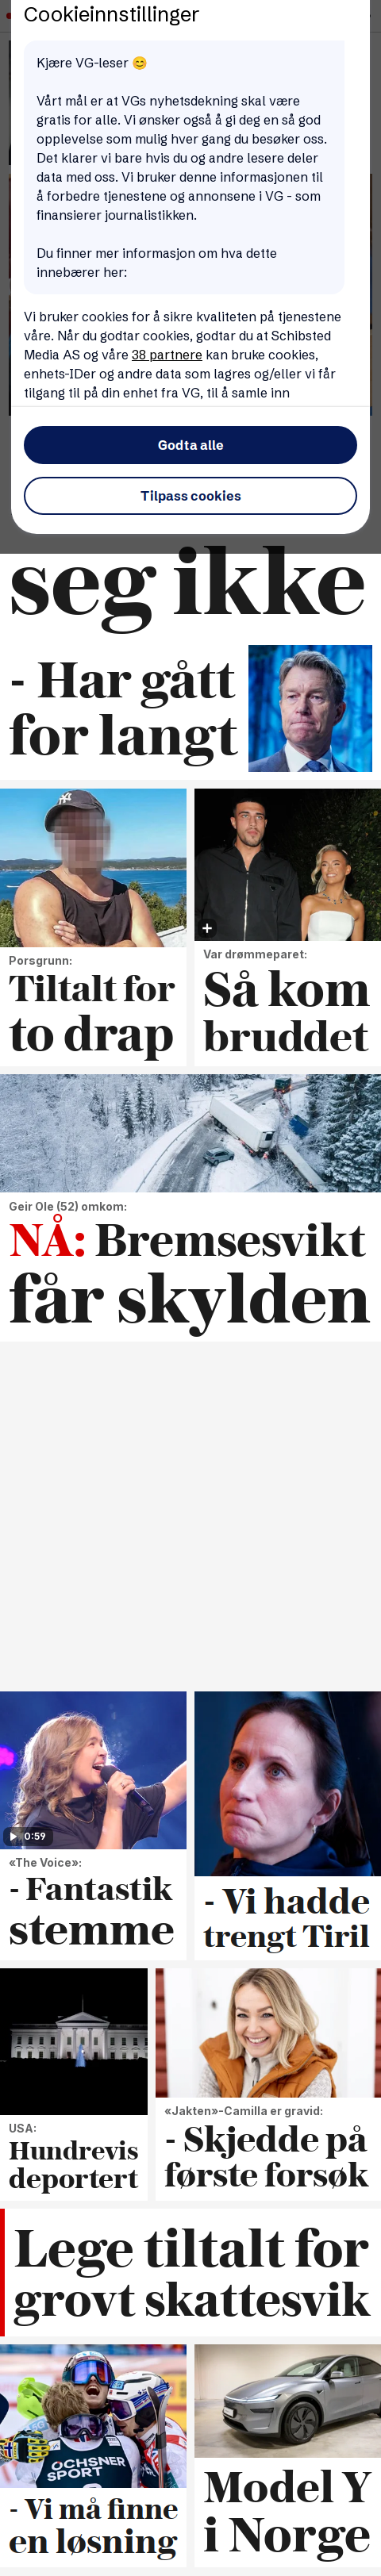 Cookieinnstillinger
Kjære VG-leser 😊
Vårt mål er at VGs nyhetsdekning skal være
gratis for alle. Vi ønsker også å gi deg en så god
opplevelse som mulig hver gang du besøker oss.
Det klarer vi bare hvis du og andre lesere deler
data med oss. Vi bruker denne informasjonen til
å forbedre tjenestene og annonsene i VG - som
finansierer journalistikken.
Du finner mer informasjon om hva dette
innebærer her:
Vi bruker cookies for å sikre kvaliteten på tjenestene
våre. Når du godtar cookies, godtar du at Schibsted
Media AS og våre 38 partnere kan bruke cookies,
enhets-IDer og andre data som lagres og/eller vi får
tilgang til på din enhet fra VG, til å samle inn
Godta alle
Tilpass cookies
seg ikke
- Har gått
for langt
Porsgrunn:
Tiltalt for
to drap
Var drømmeparet:
Så kom
bruddet
Geir Ole (52) omkom:
NÅ: Bremsesvikt
får skylden
0:59
«The Voice»:
- Fantastik
stemme
- Vi hadde
trengt Tiril
USA:
Hundrevis
deportert
«Jakten»-Camilla er gravid:
- Skjedde på
første forsøk
Lege tiltalt for
grovt skattesvik
OCHSNER
SPORT
- Vi må finne
en løsning
Model Y
i Norge